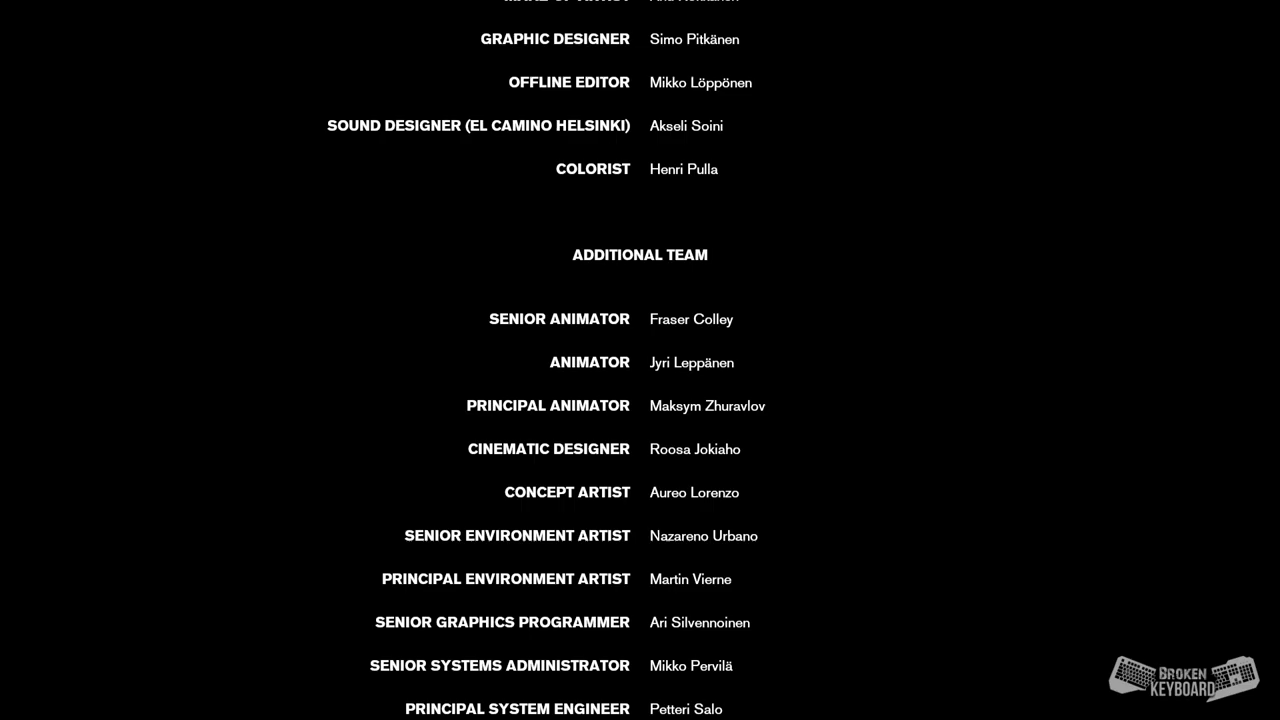 GRAPHIC DESIGNER Simo Pitkänen
OFFLINE EDITOR Mikko Löppönen
SOUND DESIGNER (EL CAMINO HELSINKI) Akseli Soini
COLORIST Henri Pulla
ADDITIONAL TEAM
SENIOR ANIMATOR Fraser Colley
ANIMATOR Jyri Leppänen
PRINCIPAL ANIMATOR Maksym Zhuravlov
CINEMATIC DESIGNER Roosa Jokiaho
CONCEPT ARTIST Aureo Lorenzo
SENIOR ENVIRONMENT ARTIST Nazareno Urbano
PRINCIPAL ENVIRONMENT ARTIST Martin Vierne
SENIOR GRAPHICS PROGRAMMER Ari Silvennoinen
SENIOR SYSTEMS ADMINISTRATOR Mikko Pervilä
PRINCIPAL SYSTEM ENGINEER Petteri Salo
BROKEN
KEYBOARD